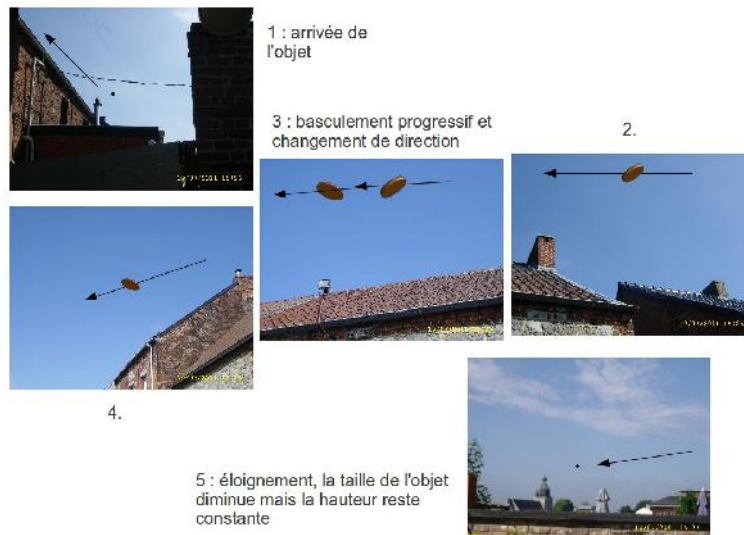 1 : arrivée de
l'objet
3 : basculement progressif et
changement de direction
2.
4.
5 : éloignement, la taille de l'objet
diminue mais la hauteur reste
constante